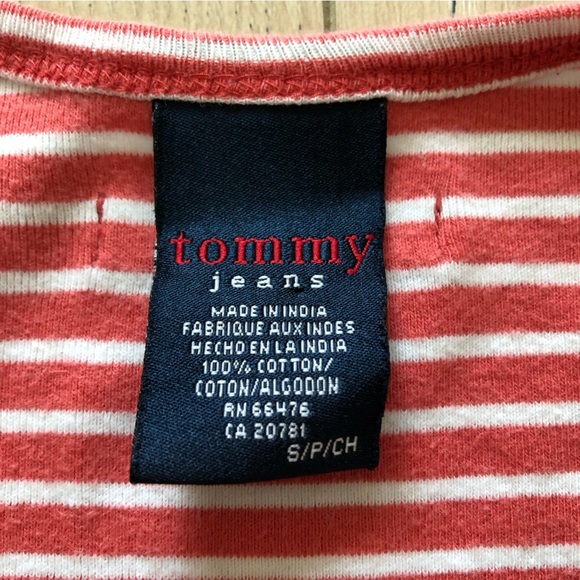 tommy
jeans
MADE IN INDIA
FABRIQUE AUX INDES
HECHO EN LA INDIA
100% COTTON/
COTON/ALGODON
RN 66476
CA 20781
S/P/CH